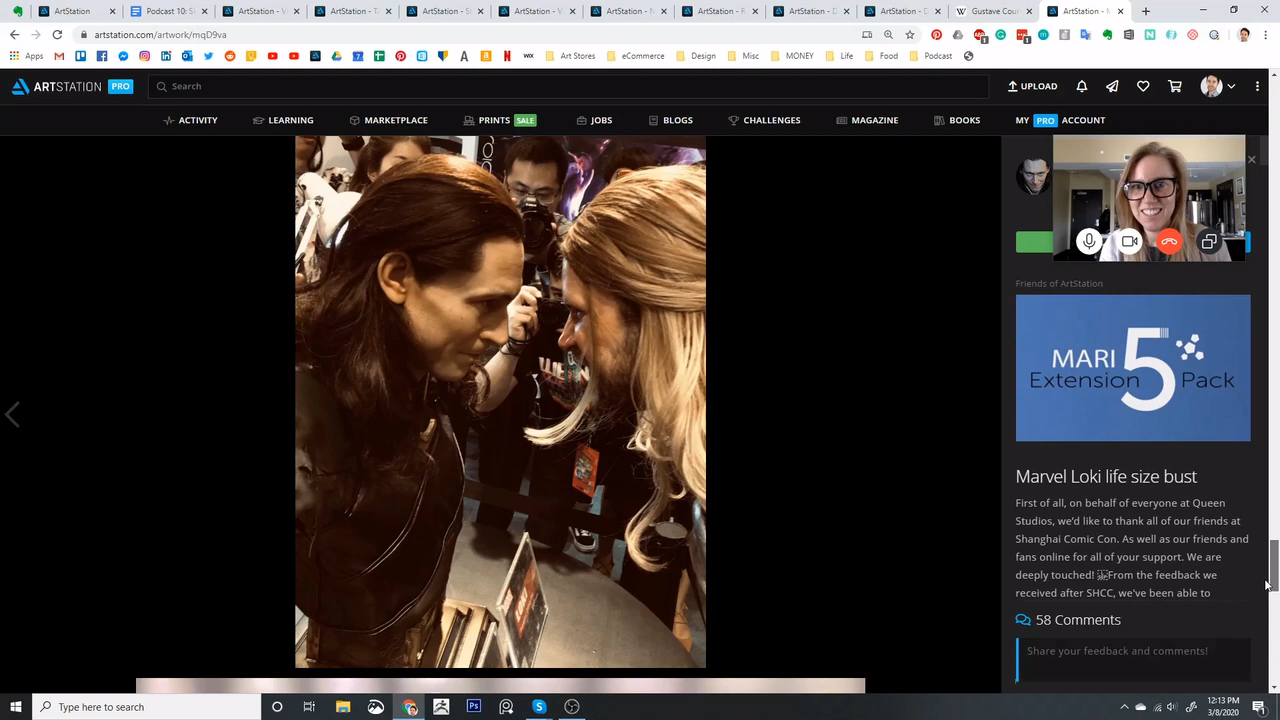 ArtStation
Podcast 10: S
ArtStation - V
ArtStation - T
ArtStation - S
ArtStation - V
ArtStation - N
ArtStation - R
ArtStation - D
ArtStation - D
Gustave Cou
ArtStation - M
artstation.com/artwork/mqD9va
Apps
Art Stores
eCommerce
Design
Misc
MONEY
Life
Food
Podcast
ARTSTATION PRO
Search
UPLOAD
ACTIVITY
LEARNING
MARKETPLACE
PRINTS SALE
JOBS
BLOGS
CHALLENGES
MAGAZINE
BOOKS
MY PRO ACCOUNT
Friends of ArtStation
MARI 5
Extension Pack
Marvel Loki life size bust
First of all, on behalf of everyone at Queen
Studios, we'd like to thank all of our friends at
Shanghai Comic Con. As well as our friends and
fans online for all of your support. We are
deeply touched! From the feedback we
received after SHCC, we've been able to
58 Comments
Share your feedback and comments!
Type here to search
12:13 PM
3/8/2020